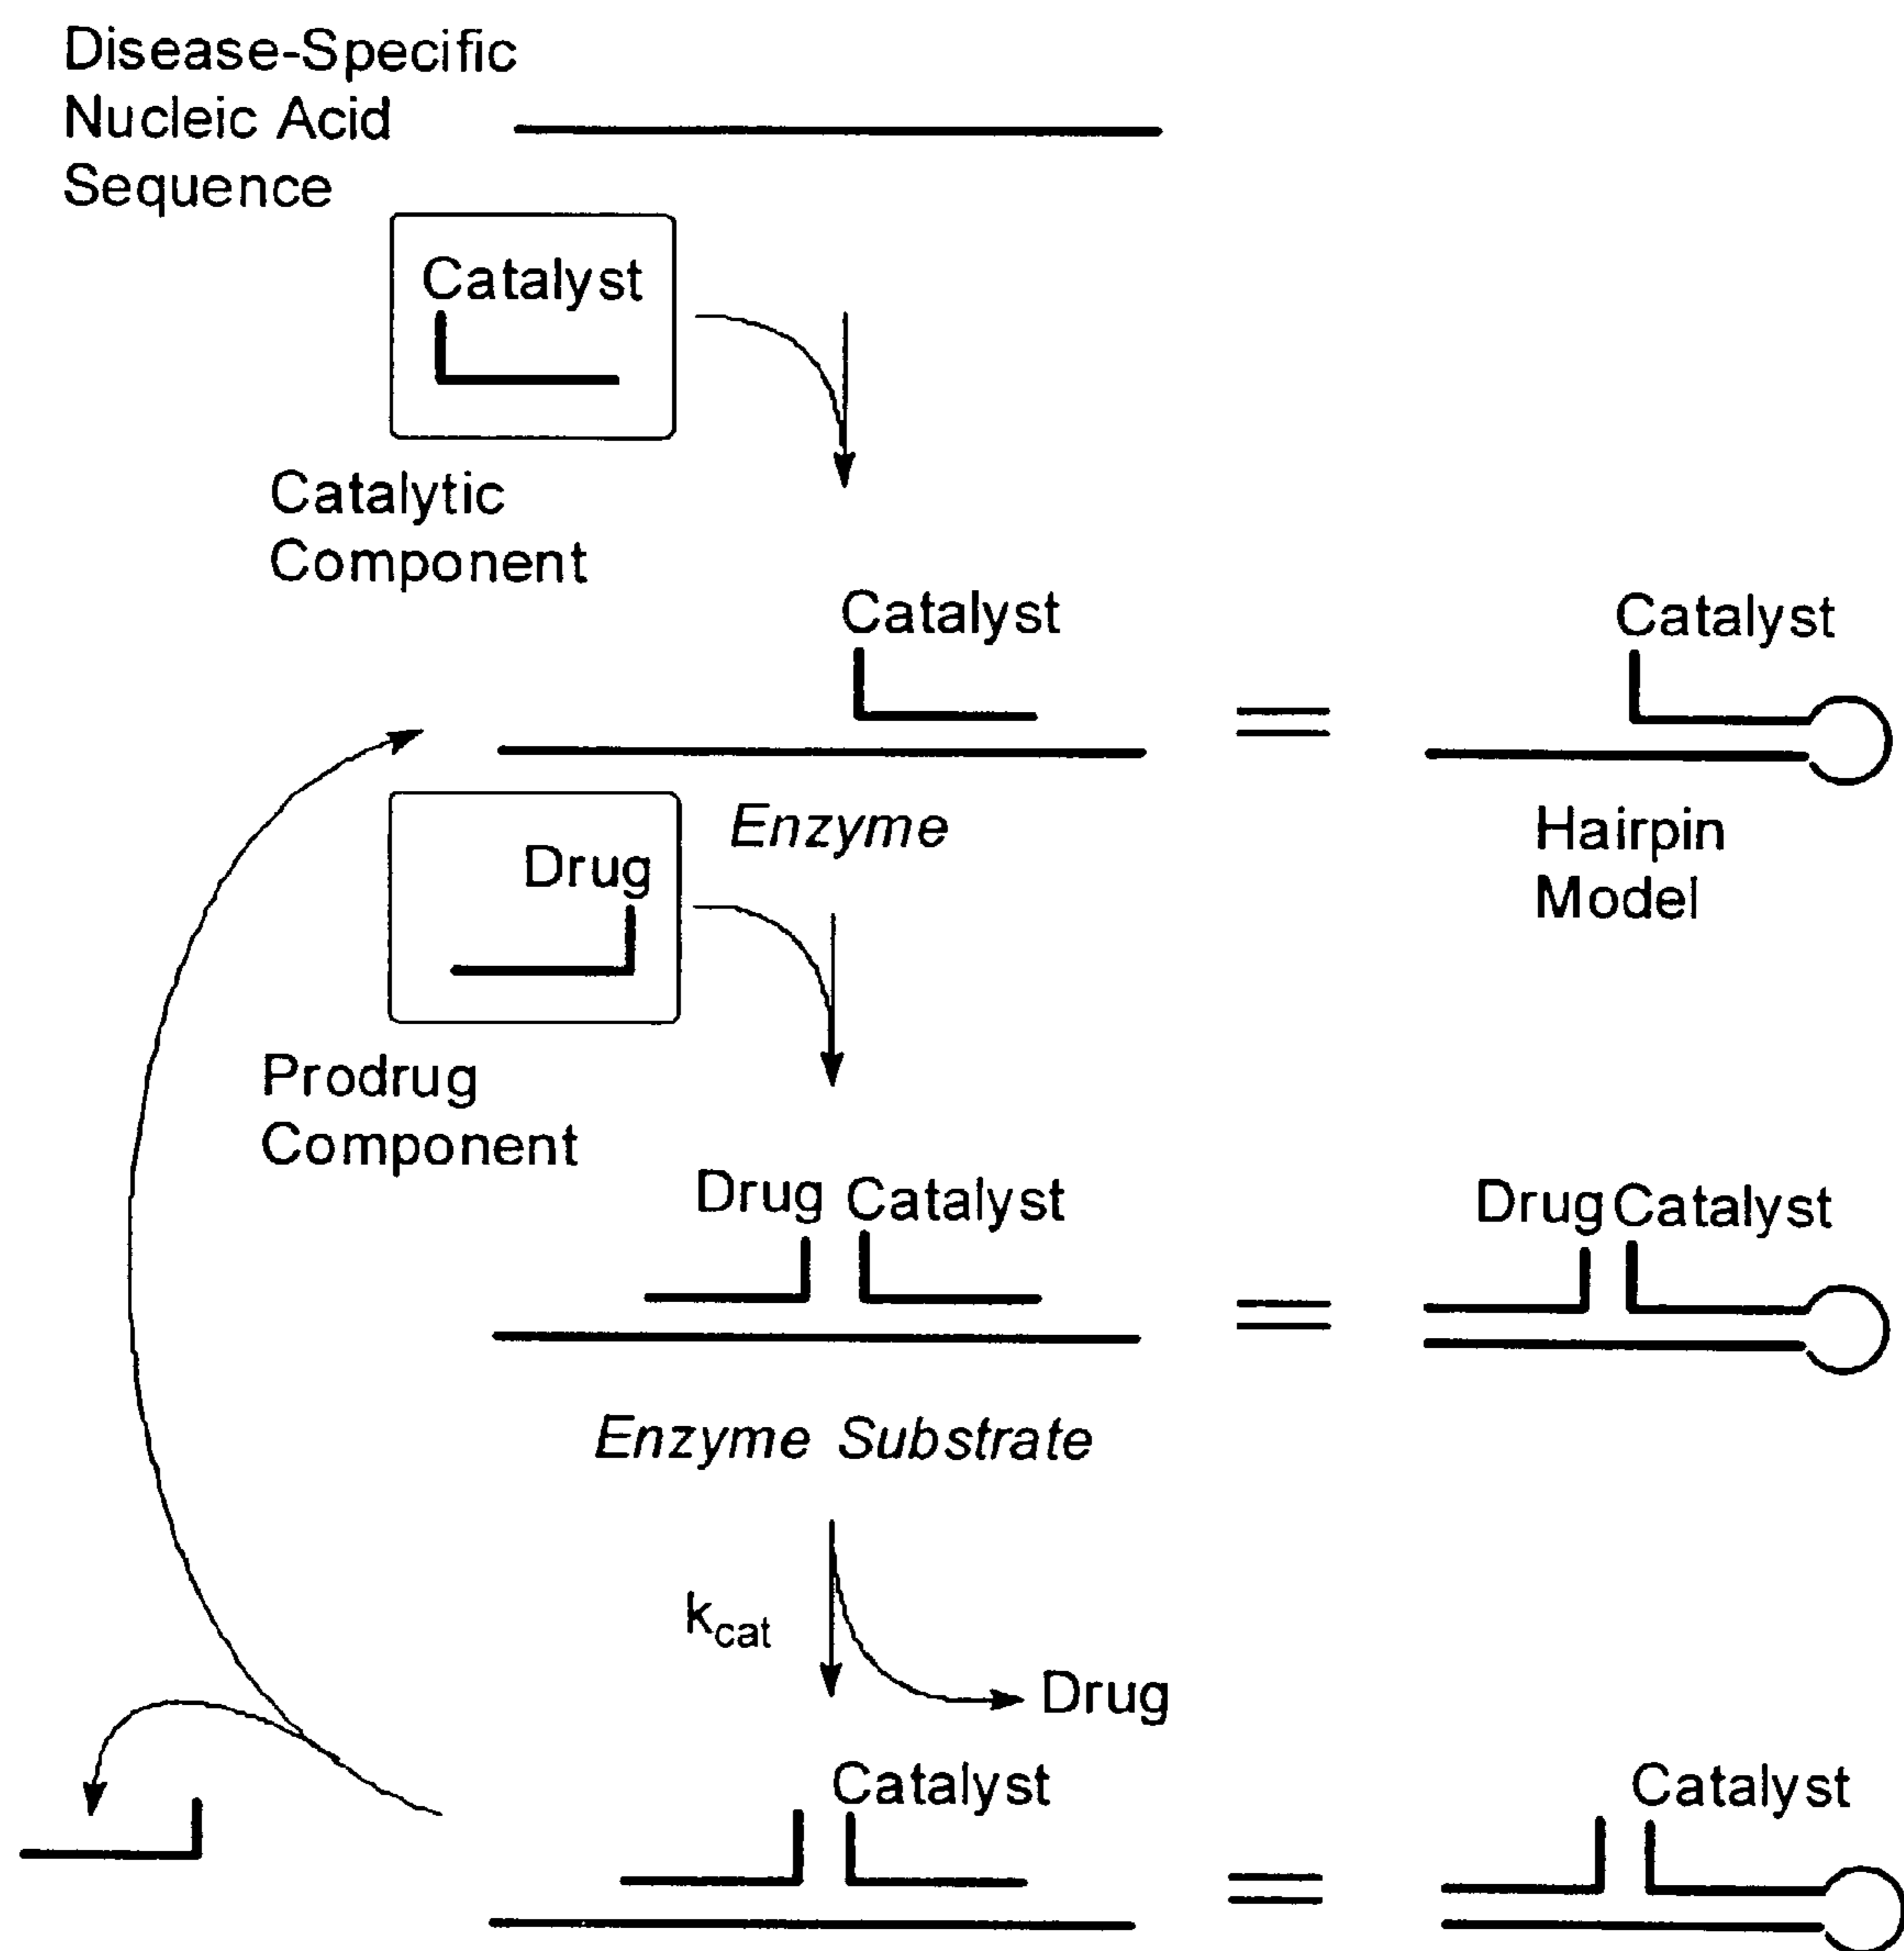 Disease-Specific
Nucleic Acid
Sequence
Catalyst
Catalytic
Component
Catalyst
Catalyst
Enzyme
Hairpin
Model
Drug
Prodrug
Component
Drug Catalyst
Drug Catalyst
Enzyme Substrate
kcat
Drug
Catalyst
Catalyst